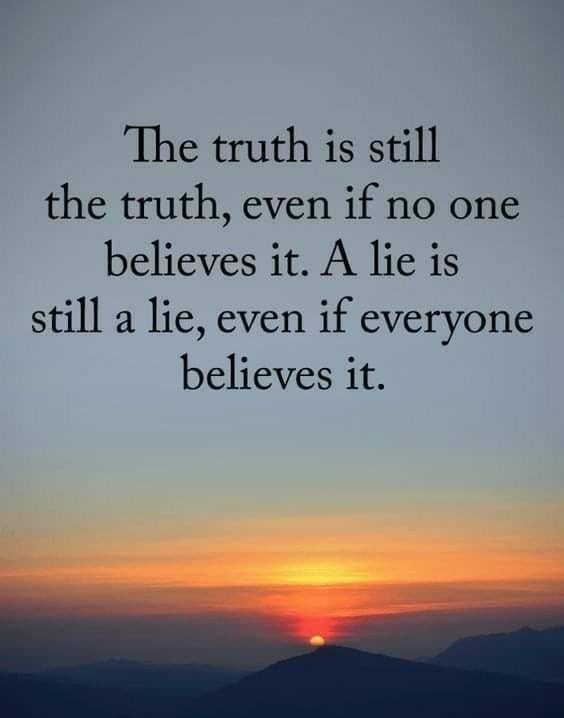 The truth is still
the truth, even if no one
believes it. A lie is
still a lie, even if everyone
believes it.